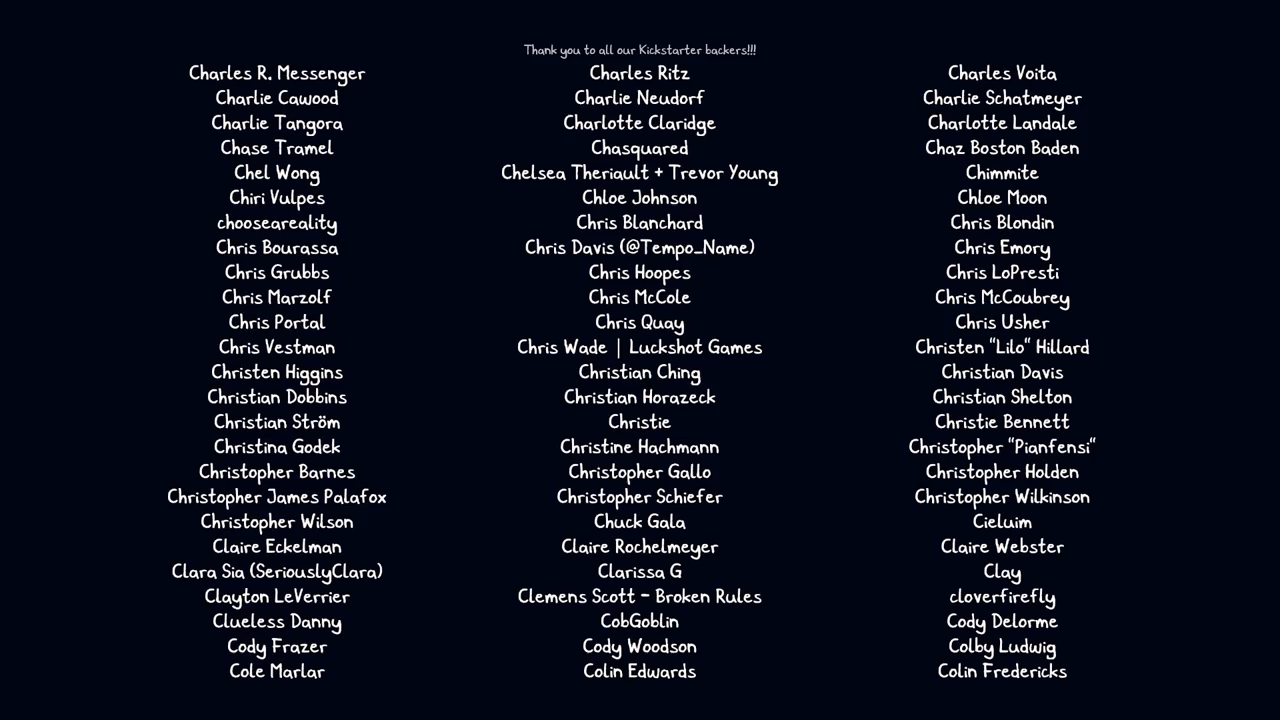 Thank you to all our Kickstarter backers!!!
Charles R. Messenger Charles Ritz Charles Voita
Charlie Cawood Charlie Neudorf Charlie Schatmeyer
Charlie Tangora Charlotte Claridge Charlotte Landale
Chase Tramel Chasquared Chaz Boston Baden
Chel Wong Chelsea Theriault + Trevor Young Chimmite
Chiri Vulpes Chloe Johnson Chloe Moon
chooseareality Chris Blanchard Chris Blondin
Chris Bourassa Chris Davis (@Tempo_Name) Chris Emory
Chris Grubbs Chris Hoopes Chris LoPresti
Chris Marzolf Chris McCole Chris McCoubrey
Chris Portal Chris Quay Chris Usher
Chris Vestman Chris Wade | Luckshot Games Christen "Lilo" Hillard
Christen Higgins Christian Ching Christian Davis
Christian Dobbins Christian Horazeck Christian Shelton
Christian Ström Christie Christie Bennett
Christina Godek Christine Hachmann Christopher "Pianfensi"
Christopher Barnes Christopher Gallo Christopher Holden
Christopher James Palafox Christopher Schiefer Christopher Wilkinson
Christopher Wilson Chuck Gala Cieluim
Claire Eckelman Claire Rochelmeyer Claire Webster
Clara Sia (SeriouslyClara) Clarissa G Clay
Clayton LeVerrier Clemens Scott - Broken Rules cloverfirefly
Clueless Danny CobGoblin Cody Delorme
Cody Frazer Cody Woodson Colby Ludwig
Cole Marlar Colin Edwards Colin Fredericks